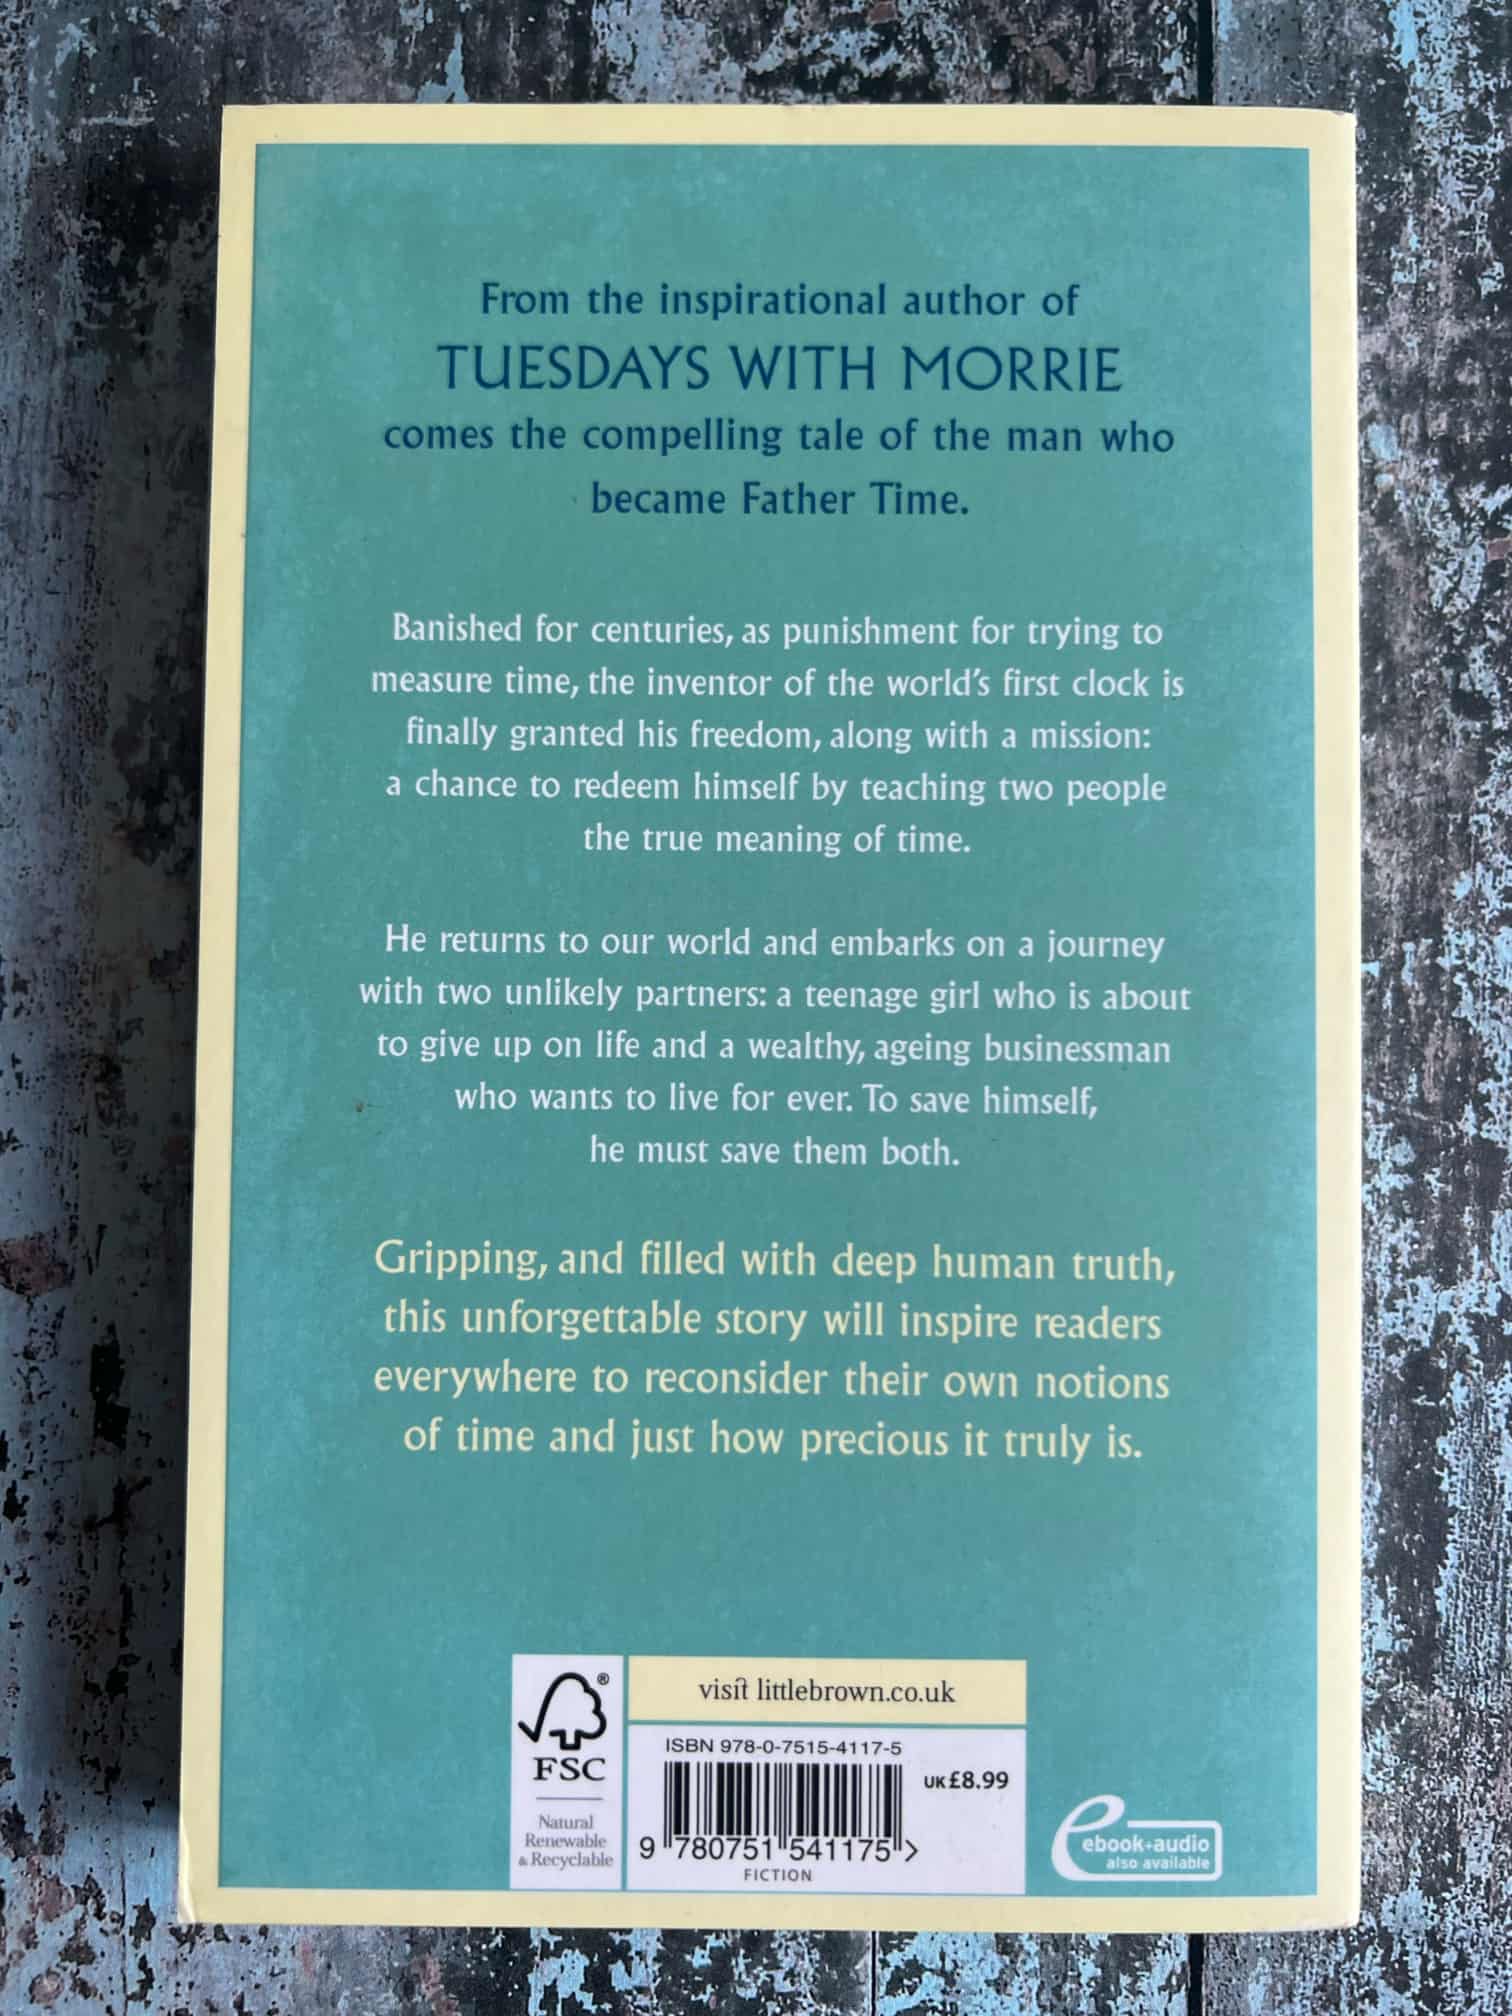 From the inspirational author of
TUESDAYS WITH MORRIE
comes the compelling tale of the man who
became Father Time.
Banished for centuries, as punishment for trying to
measure time, the inventor of the world's first clock is
finally granted his freedom, along with a mission:
a chance to redeem himself by teaching two people
the true meaning of time.
He returns to our world and embarks on a journey
with two unlikely partners: a teenage girl who is about
to give up on life and a wealthy, ageing businessman
who wants to live for ever. To save himself,
he must save them both.
Gripping, and filled with deep human truth,
this unforgettable story will inspire readers
everywhere to reconsider their own notions
of time and just how precious it truly is.
®
FSC
Natural
Renewable
& Recyclable
visit littlebrown.co.uk
ISBN 978-0-7515-4117-5
UK£8.99
9 780751 541175 >
FICTION
e
ebook+audio
also available